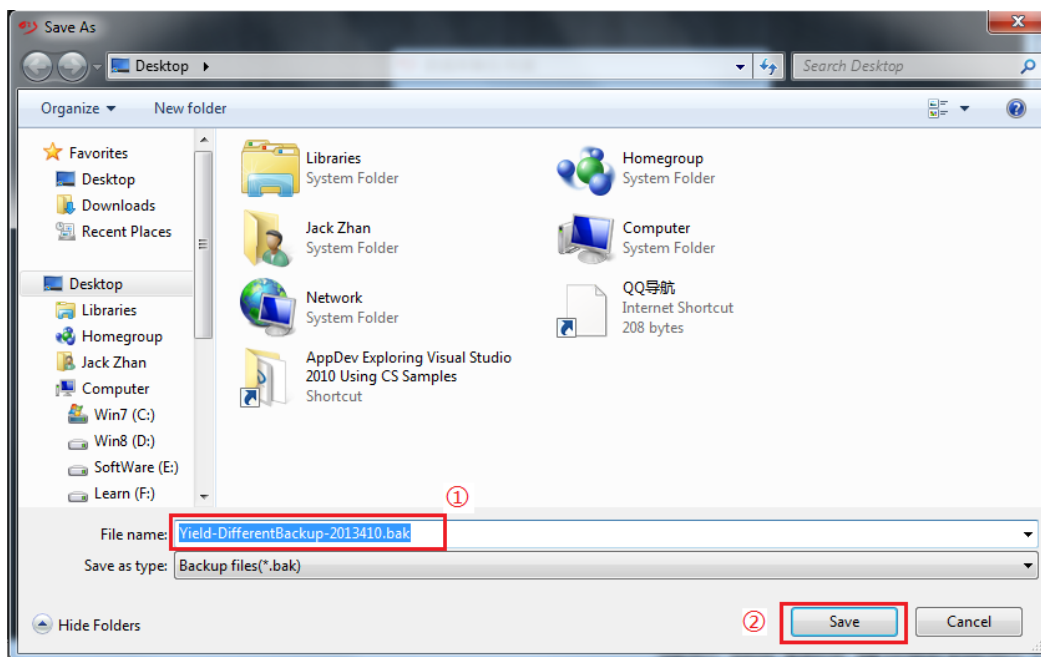 Save As
Desktop
Search Desktop
Organize
New folder
Favorites
Desktop
Downloads
Recent Places
Desktop
Libraries
Homegroup
Jack Zhan
Computer
Win7 (C:)
Win8 (D:)
SoftWare (E:)
Learn (F:)
Libraries
System Folder
Homegroup
System Folder
Jack Zhan
System Folder
Computer
System Folder
Network
System Folder
QQ导航
Internet Shortcut
208 bytes
AppDev Exploring Visual Studio
2010 Using CS Samples
Shortcut
①
File name: Yield-DifferentBackup-2013410.bak
Save as type: Backup files(*.bak)
Hide Folders
② Save
Cancel